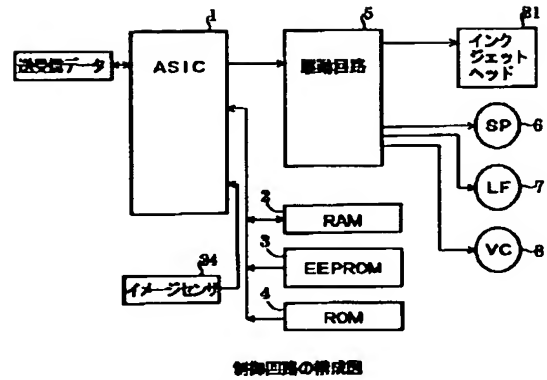 1
5
31
送受信データ
ASIC
駆動回路
インク
ジェット
ヘッド
SP
6
LF
7
2
RAM
VC
8
3
EEPROM
24
イメージセンサ
4
ROM
制御回路の構成図